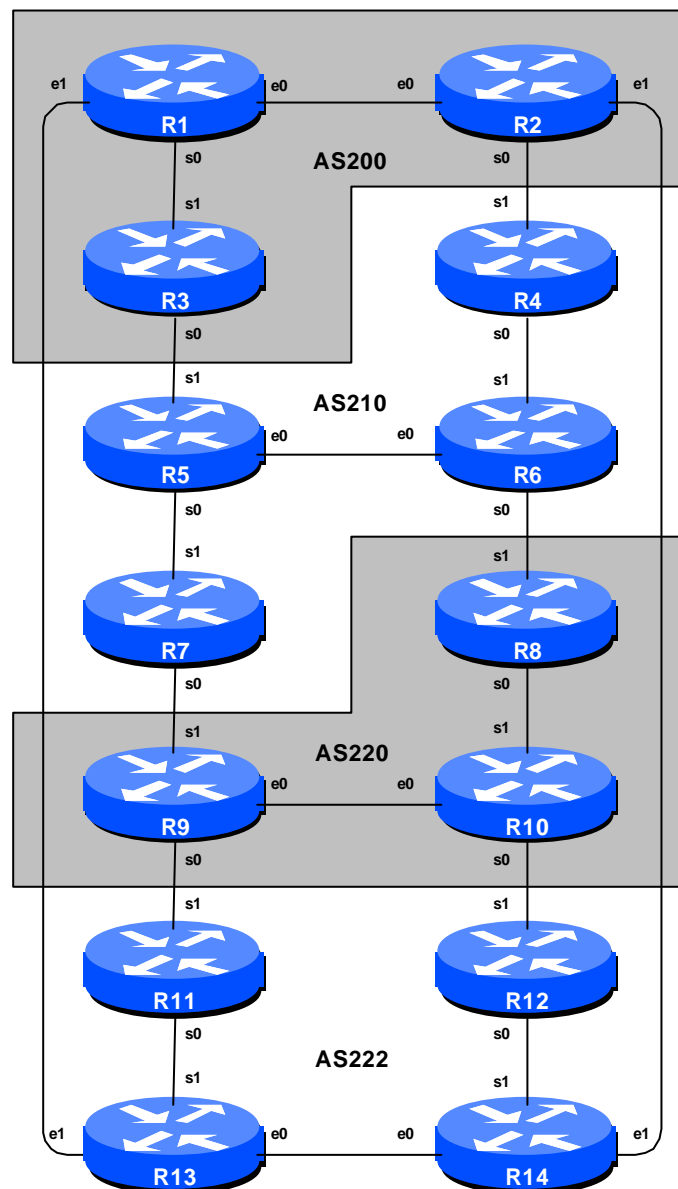 e1 e0 e0 e1
R1 R2
s0 AS200 s0
s1 s1
R3 R4
s0 s0
s1 AS210 s1
e0 e0
R5 R6
s0 s0
s1 s1
R7 R8
s0 s0
s1 AS220 s1
e0 e0
R9 R10
s0 s0
s1 s1
R11 R12
s0 s0
AS222
s1 s1
e1 e0 e0 e1
R13 R14